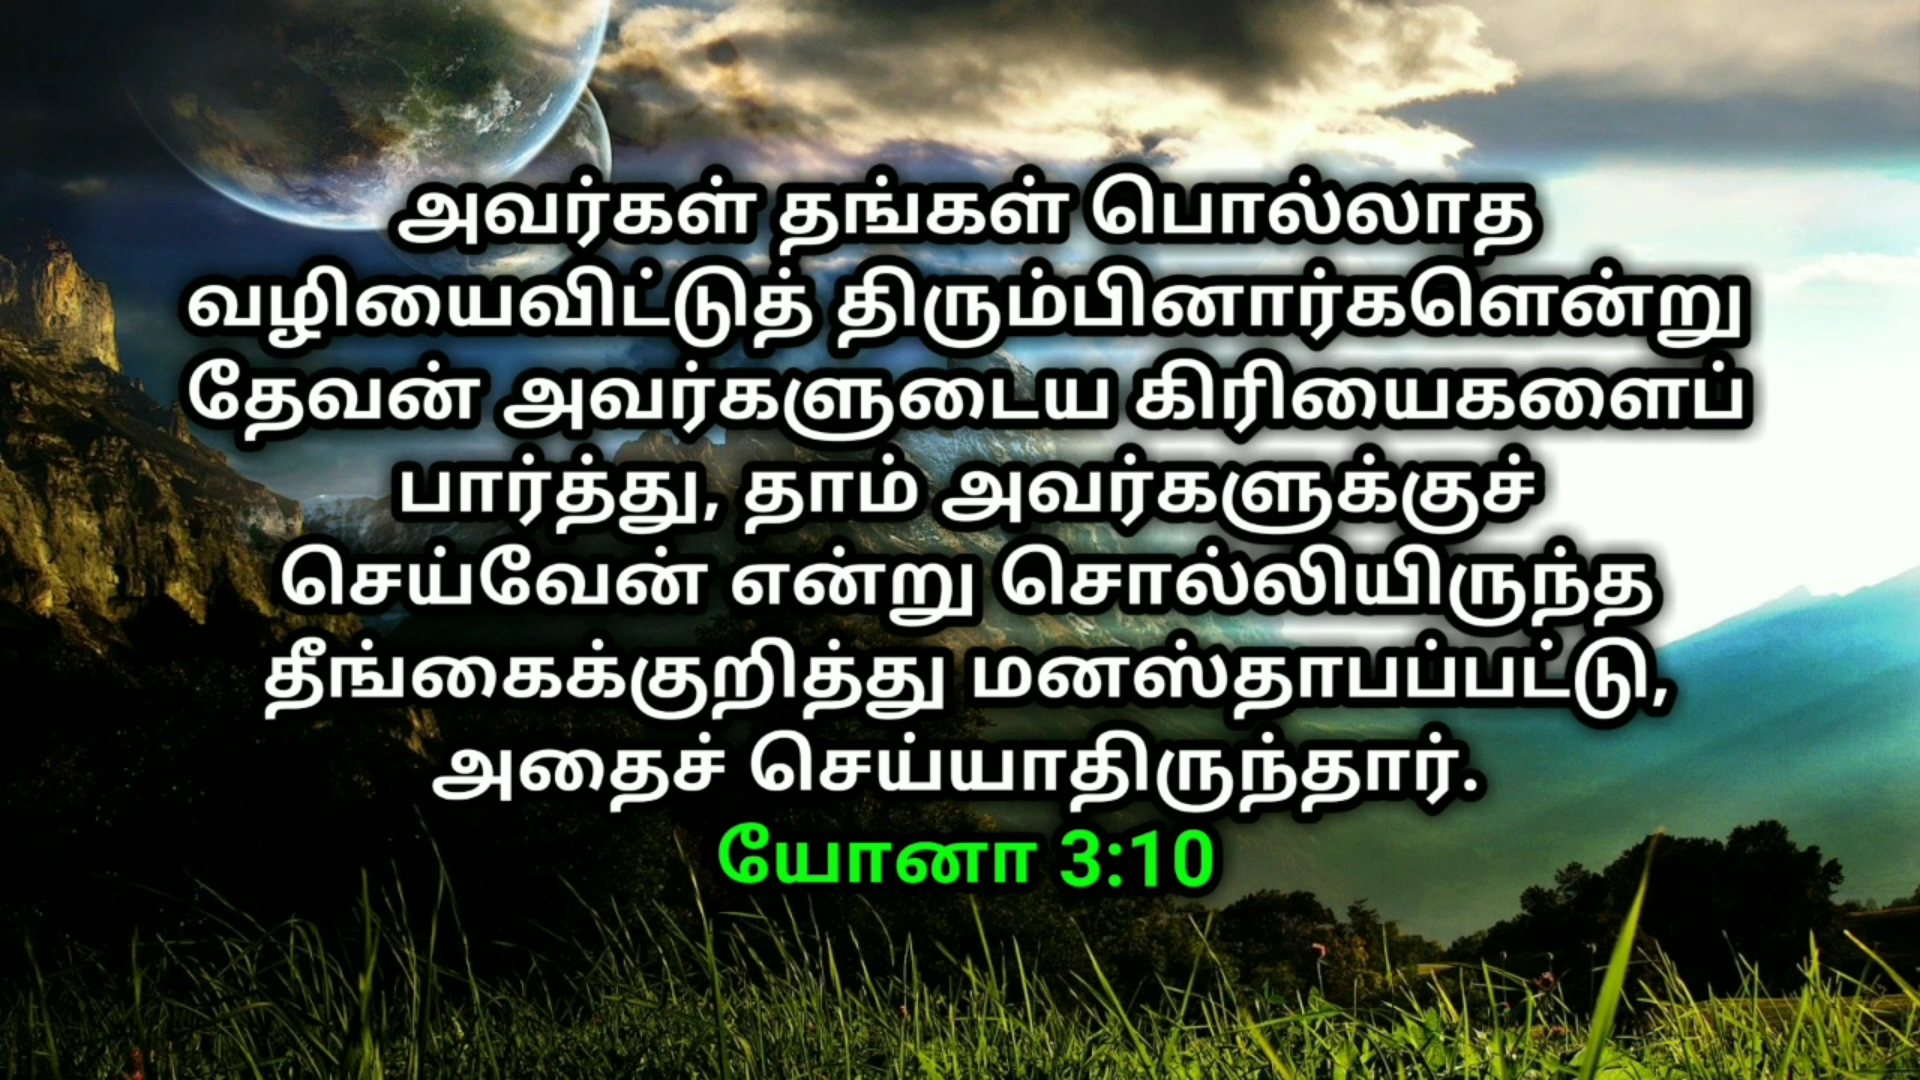 அவர்கள் தங்கள் பொல்லாத
வழியைவிட்டுத் திரும்பினார்களென்று
தேவன் அவர்களுடைய கிரியைகளைப்
பார்த்து, தாம் அவர்களுக்குச்
செய்வேன் என்று சொல்லியிருந்த
தீங்கைக்குறித்து மனஸ்தாபப்பட்டு,
அதைச் செய்யாதிருந்தார்.
யோனா 3:10